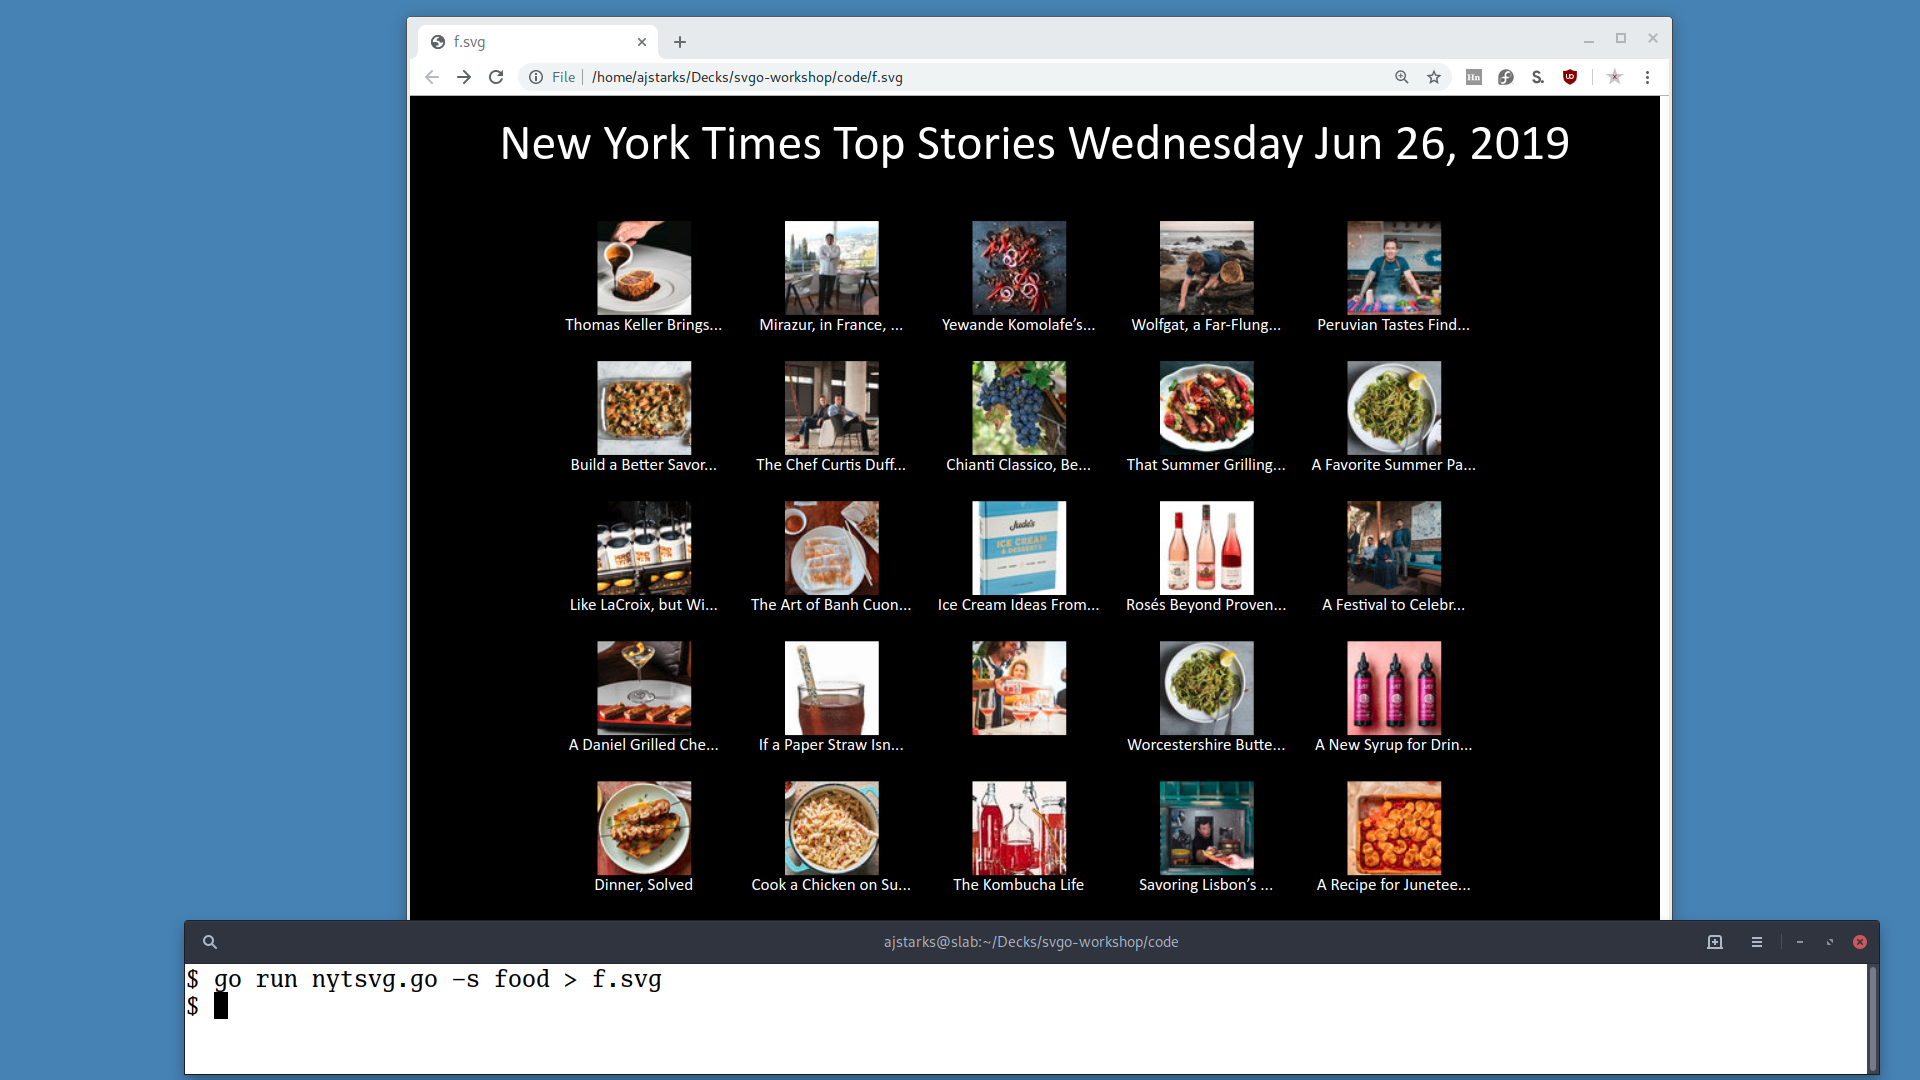 f.svg
File
/home/ajstarks/Decks/svgo-workshop/code/f.svg
Hn
S.
New York Times Top Stories Wednesday Jun 26, 2019
Thomas Keller Brings...
Mirazur, in France, ...
Yewande Komolafe’s...
Wolfgat, a Far-Flung...
Peruvian Tastes Find...
Build a Better Savor...
The Chef Curtis Duff...
Chianti Classico, Be...
That Summer Grilling...
A Favorite Summer Pa...
Jude's
ICE CREAM
& DESSERTS
Like LaCroix, but Wi...
The Art of Banh Cuon...
Ice Cream Ideas From...
Rosés Beyond Proven...
A Festival to Celebr...
A Daniel Grilled Che...
If a Paper Straw Isn...
Worcestershire Butte...
A New Syrup for Drin...
Dinner, Solved
Cook a Chicken on Su...
The Kombucha Life
Savoring Lisbon’s ...
A Recipe for Junetee...
ajstarks@slab:~/Decks/svgo-workshop/code
$ go run nytsvg.go -s food > f.svg
$